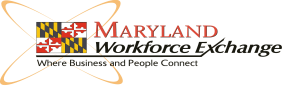 MARYLAND
Workforce Exchange
Where Business and People Connect